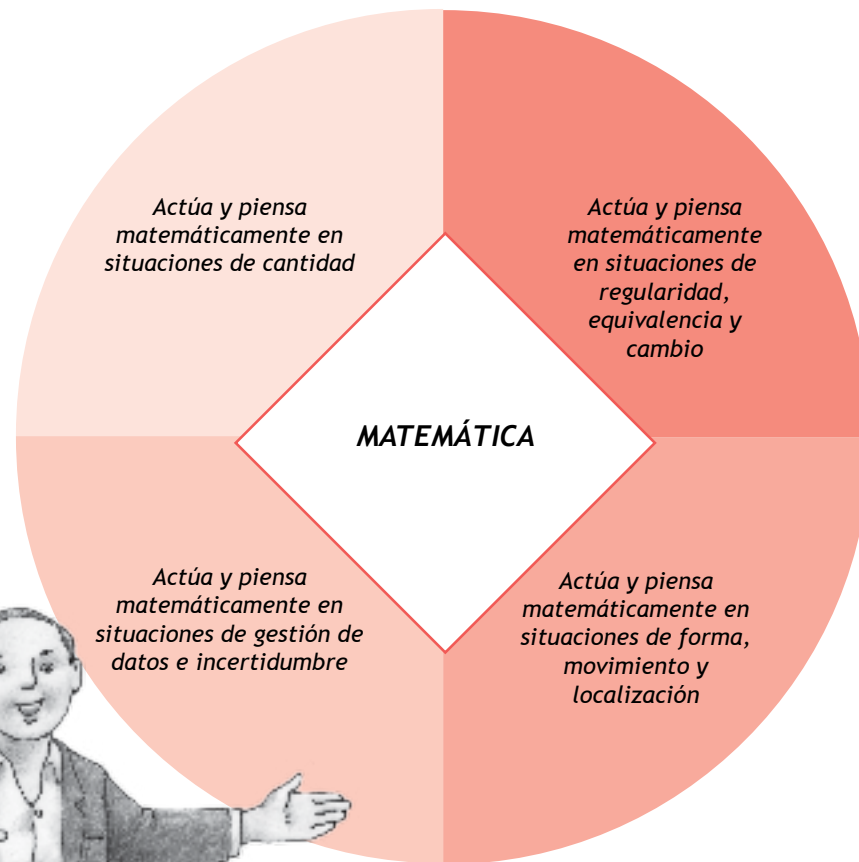 Actúa y piensa
matemáticamente en
situaciones de cantidad
Actúa y piensa
matemáticamente
en situaciones de
regularidad,
equivalencia y
cambio
MATEMÁTICA
Actúa y piensa
matemáticamente en
situaciones de gestión de
datos e incertidumbre
Actúa y piensa
matemáticamente en
situaciones de forma,
movimiento y
localización